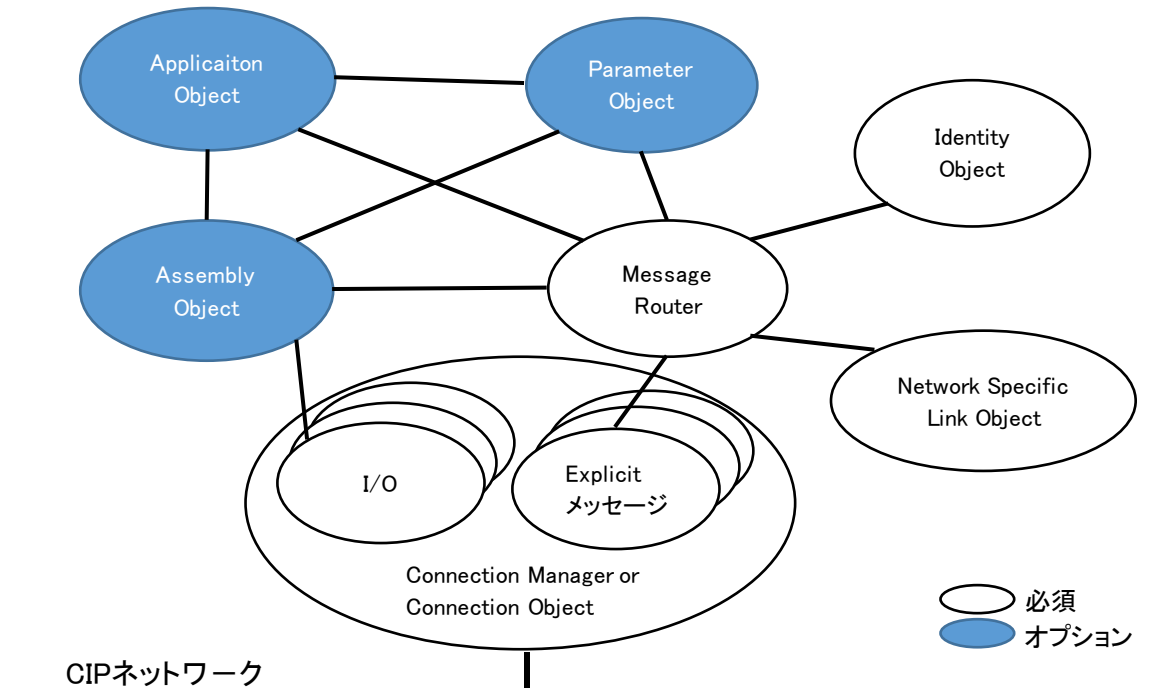 Applicaiton
Object
Parameter
Object
Identity
Object
Assembly
Object
Message
Router
Network Specific
Link Object
I/O
Explicit
メッセージ
Connection Manager or
Connection Object
必須
オプション
CIPネットワーク